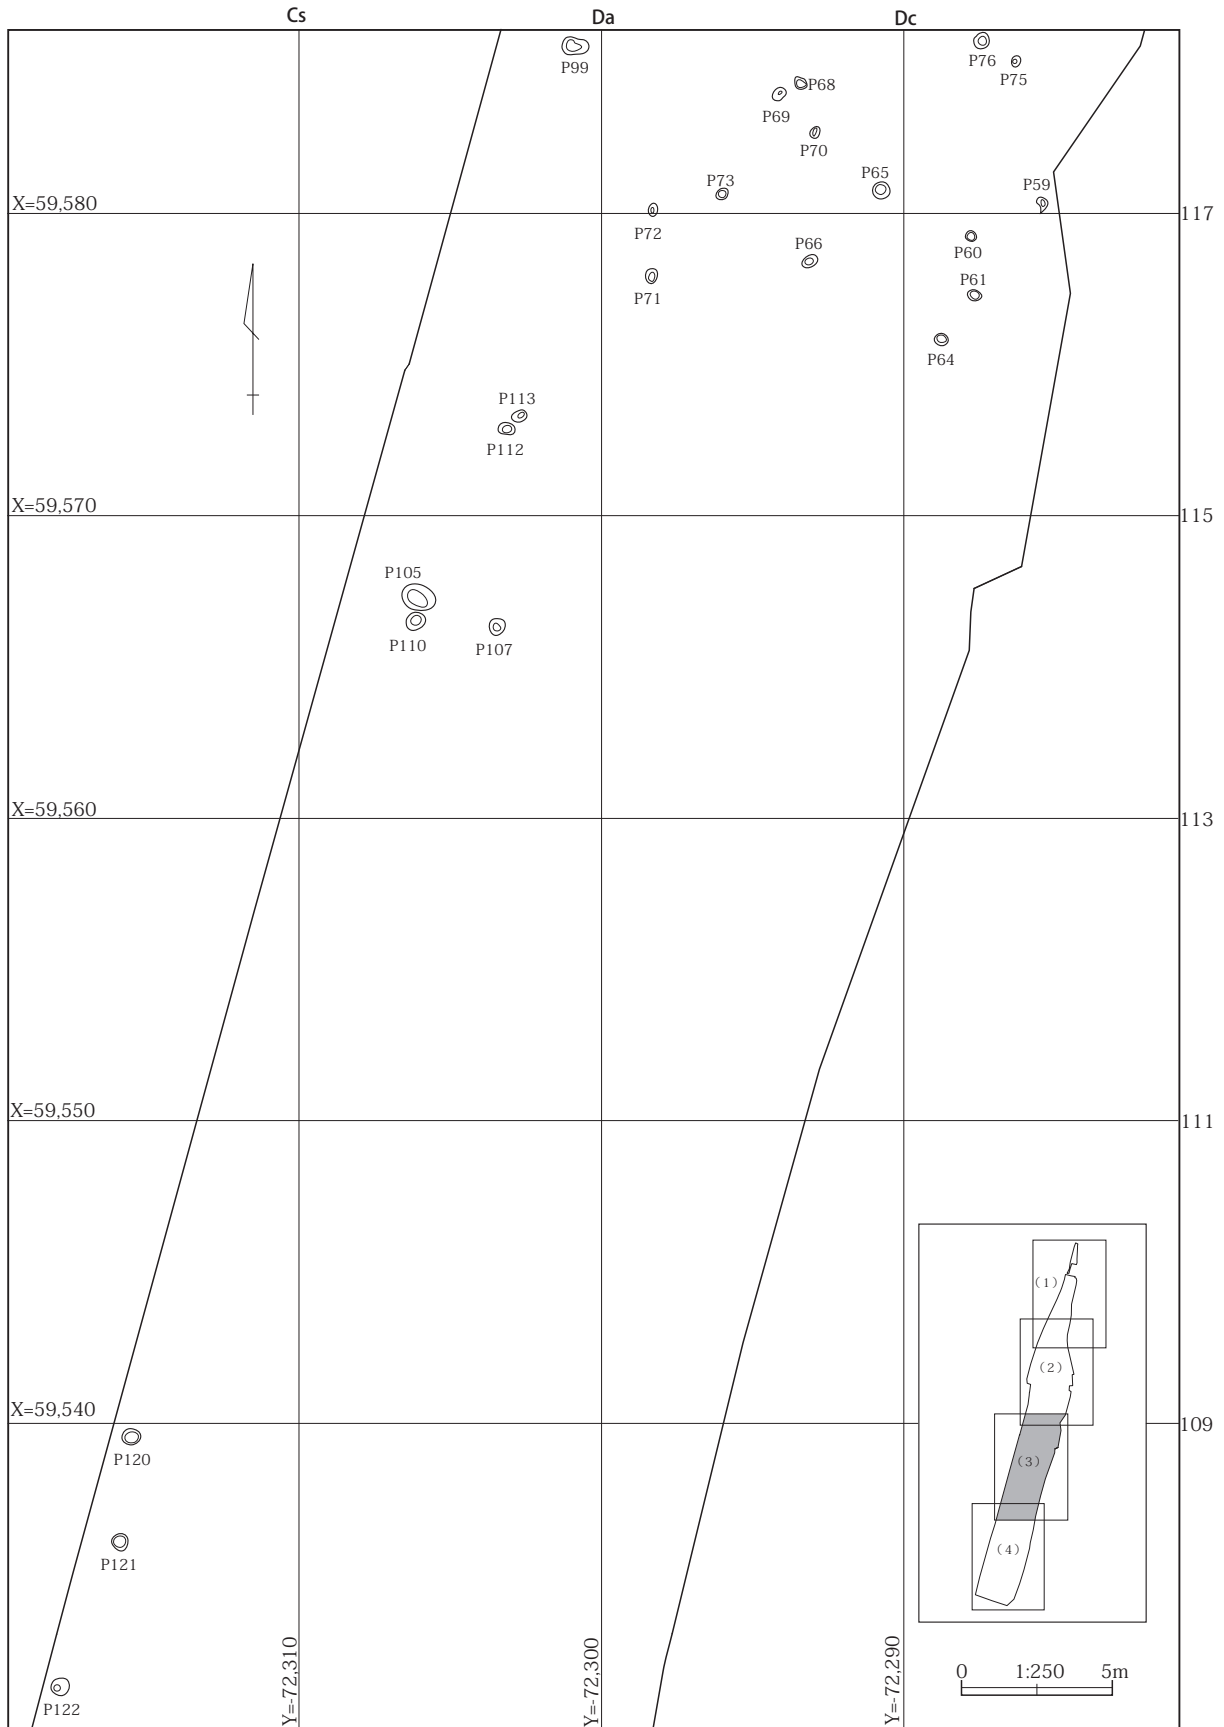 Cs Da Dc
P99
P76
P75
P68
P69
P70
P73
P65
P59
X=59,580
117
P72
P66
P60
P71
P61
P64
P113
P112
X=59,570
115
P105
P110
P107
X=59,560
113
X=59,550
111
(1)
(2)
X=59,540
109
P120
(3)
P121
(4)
Y=-72,310
Y=-72,300
Y=-72,290
0 1:250 5m
P122